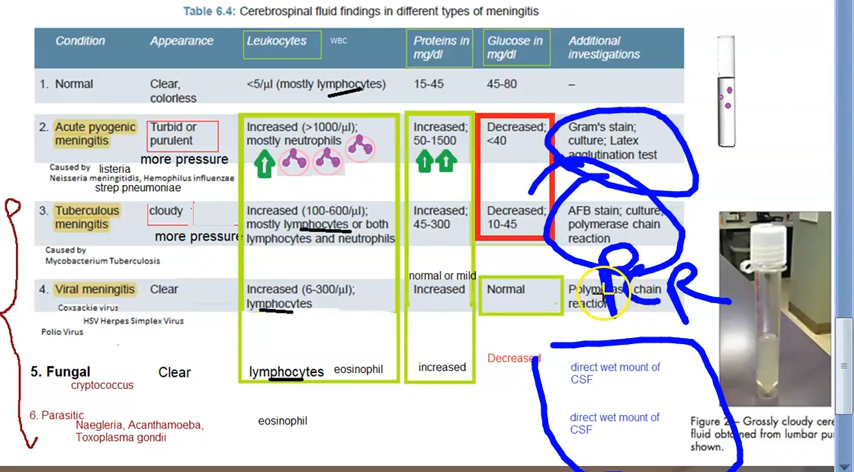 Table 6.4: Cerebrospinal fluid findings in different types of meningitis
Condition Appearance Leukocytes WBC Proteins in mg/dl Glucose in mg/dl Additional investigations
1. Normal Clear, colorless <5/µl (mostly lymphocytes) 15-45 45-80 –
2. Acute pyogenic meningitis Turbid or purulent Increased (>1000/µl); mostly neutrophils Increased; 50-1500 Decreased; <40 Gram's stain; culture; Latex agglutination test
more pressure
Caused by listeria
Neisseria meningitidis, Hemophilus influenzae
strep pneumoniae
3. Tuberculous meningitis cloudy Increased (100-600/µl); mostly lymphocytes or both lymphocytes and neutrophils Increased; 45-300 Decreased; 10-45 AFB stain; culture; polymerase chain reaction
more pressure
Caused by
Mycobacterium Tuberculosis
normal or mild
4. Viral meningitis Clear Increased (6-300/µl); lymphocytes Increased Normal Polymerase chain reaction
Coxsackie virus
HSV Herpes Simplex Virus
Polio Virus
5. Fungal Clear lymphocytes eosinophil increased Decreased direct wet mount of CSF
cryptococcus
6. Parasitic eosinophil direct wet mount of CSF
Naegleria, Acanthamoeba,
Toxoplasma gondii
Figure 2 – Grossly cloudy cere
fluid obtained from lumbar pu
shown.